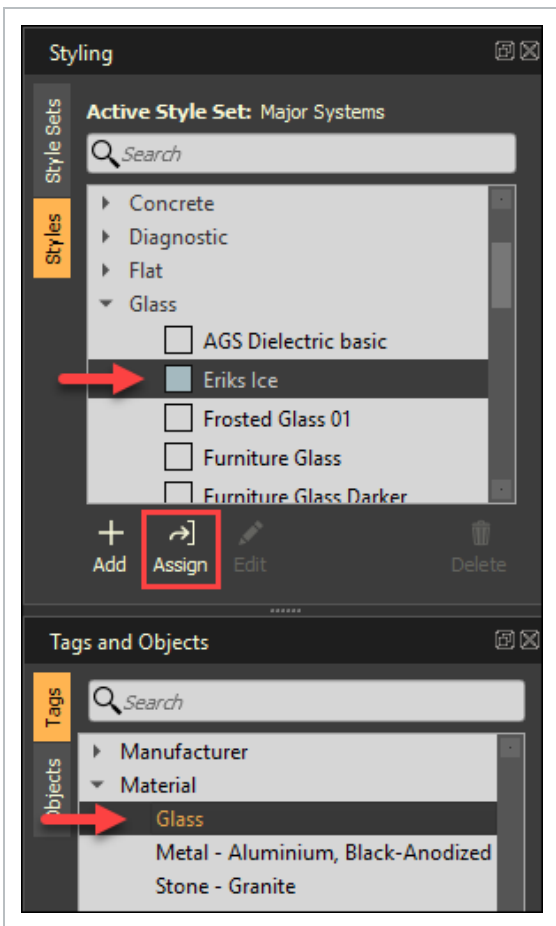 Styling
Style Sets
Styles
Active Style Set: Major Systems
Search
Concrete
Diagnostic
Flat
Glass
AGS Dielectric basic
Eriks Ice
Frosted Glass 01
Furniture Glass
Furniture Glass Darker
Add Assign Edit Delete
Tags and Objects
Tags
Objects
Search
Manufacturer
Material
Glass
Metal - Aluminium, Black-Anodized
Stone - Granite